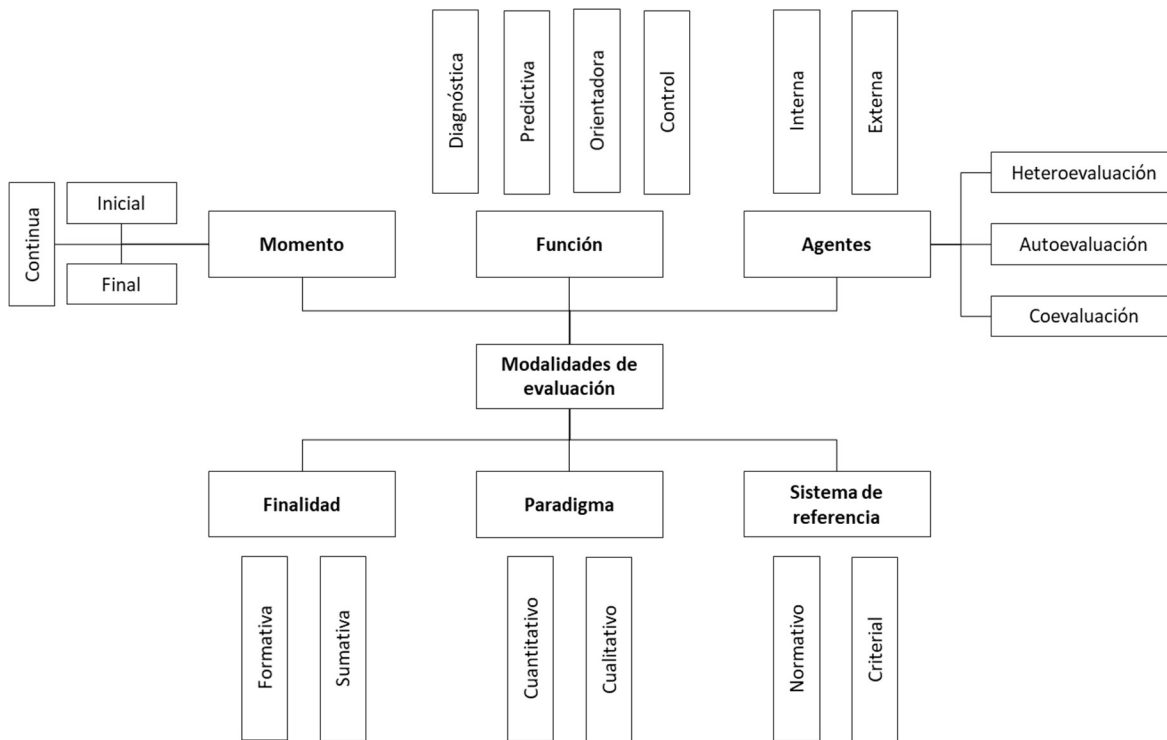 Diagnóstica
Predictiva
Orientadora
Control
Interna
Externa
Continua
Inicial
Final
Momento
Función
Agentes
Heteroevaluación
Autoevaluación
Coevaluación
Modalidades de
evaluación
Finalidad
Paradigma
Sistema de
referencia
Formativa
Sumativa
Cuantitativo
Cualitativo
Normativo
Criterial